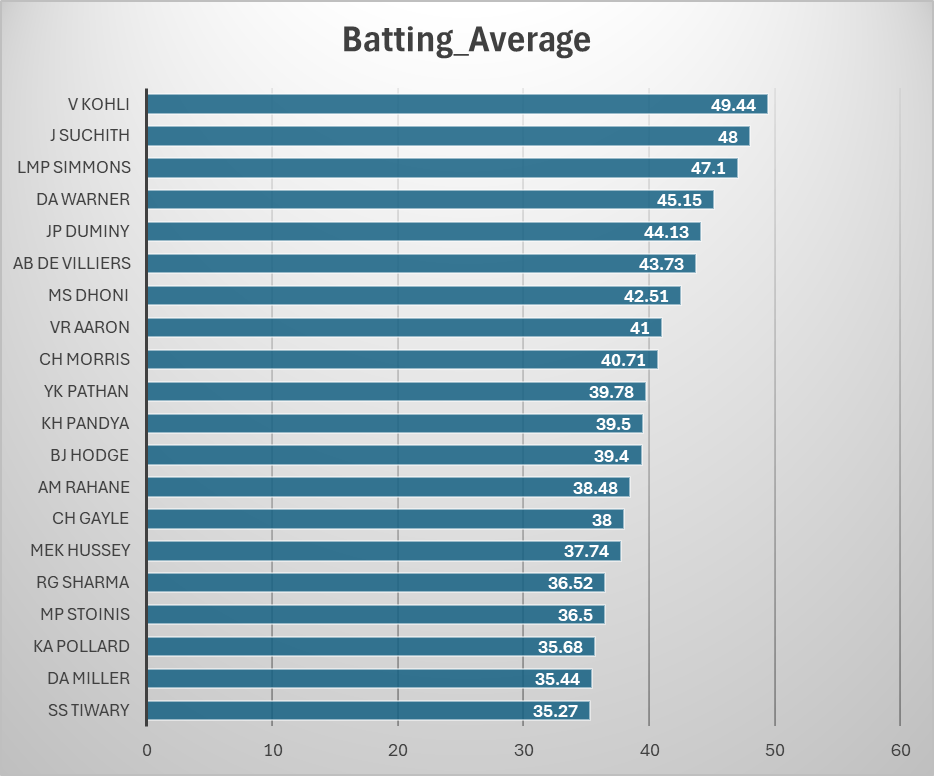 Batting_Average
V KOHLI 49.44
J SUCHITH 48
LMP SIMMONS 47.1
DA WARNER 45.15
JP DUMINY 44.13
AB DE VILLIERS 43.73
MS DHONI 42.51
VR AARON 41
CH MORRIS 40.71
YK PATHAN 39.78
KH PANDYA 39.5
BJ HODGE 39.4
AM RAHANE 38.48
CH GAYLE 38
MEK HUSSEY 37.74
RG SHARMA 36.52
MP STOINIS 36.5
KA POLLARD 35.68
DA MILLER 35.44
SS TIWARY 35.27
0 10 20 30 40 50 60